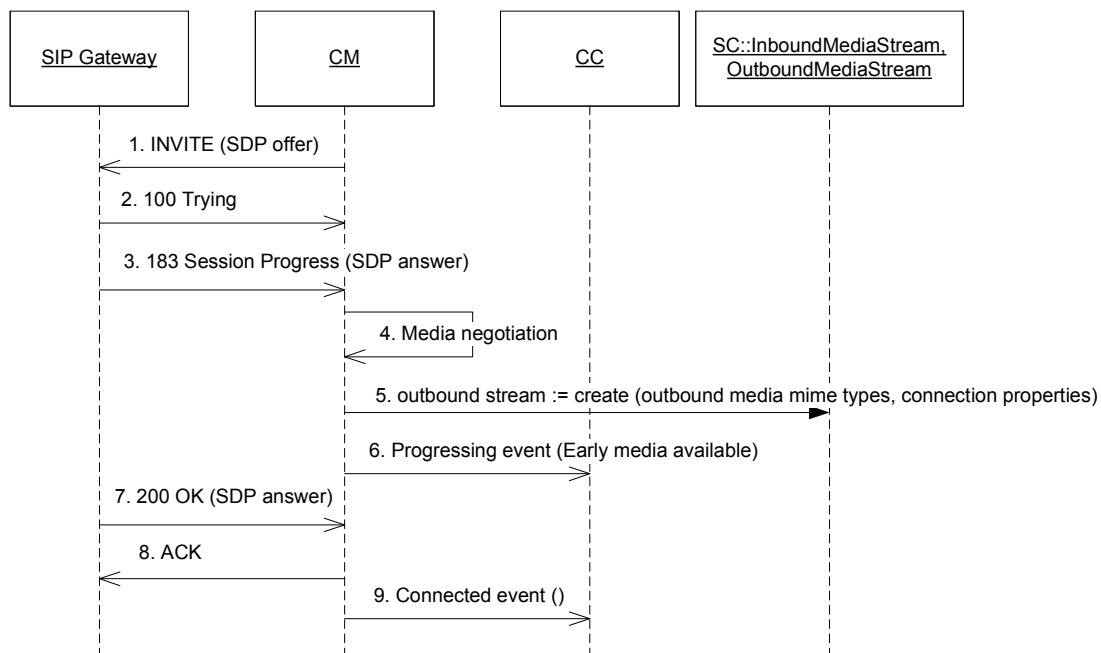 SIP Gateway
CM
CC
SC::InboundMediaStream,
OutboundMediaStream
1. INVITE (SDP offer)
2. 100 Trying
3. 183 Session Progress (SDP answer)
4. Media negotiation
5. outbound stream := create (outbound media mime types, connection properties)
6. Progressing event (Early media available)
7. 200 OK (SDP answer)
8. ACK
9. Connected event ()